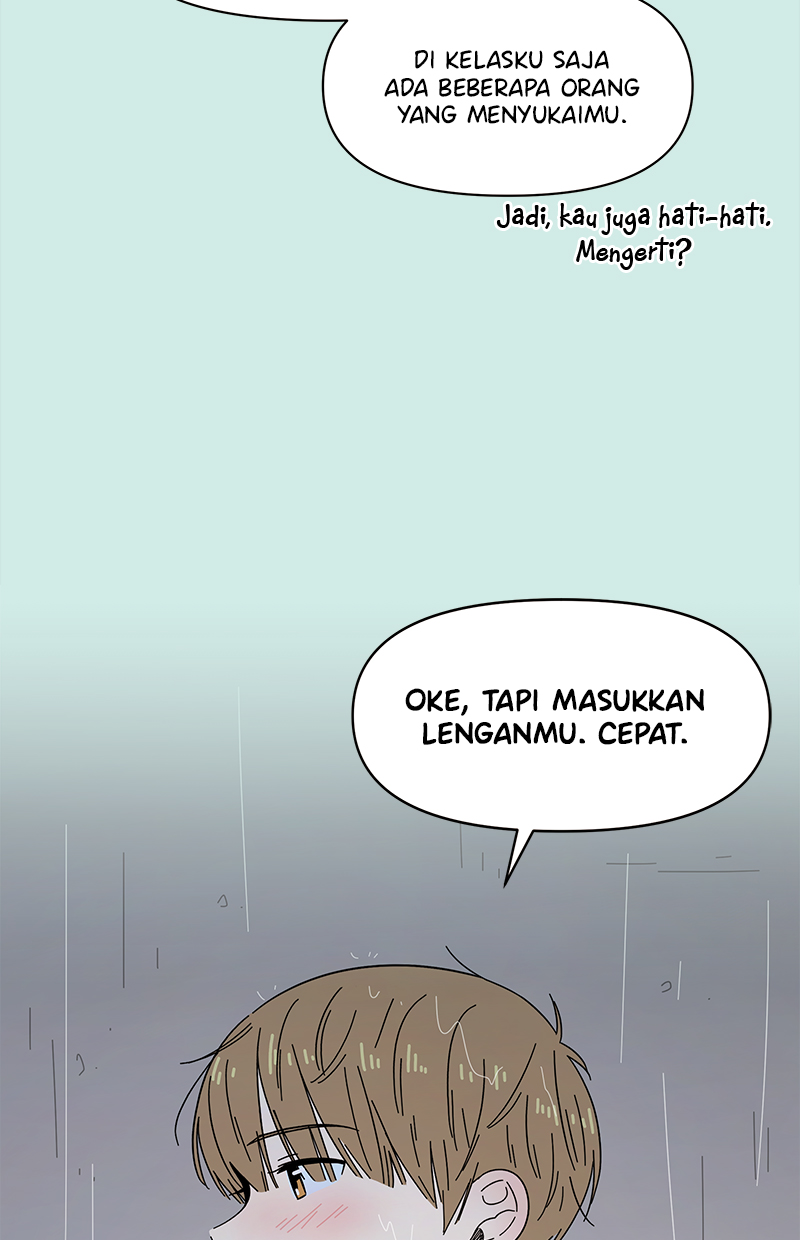 DI KELASKU SAJA
ADA BEBERAPA ORANG
YANG MENYUKAIMU.
Jadi, kau juga hati-hati.
Mengerti?
OKE, TAPI MASUKKAN
LENGANMU. CEPAT.